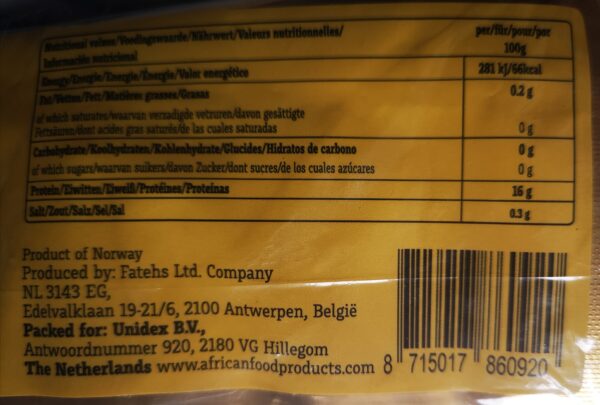 Nutritional values/Voedingswaarde/Nährwert/Valeurs nutritionnelles/ per/für/pour/por
Información nutricional 100g
Energy/Energie/Energie/Énergie/Valor energético 281 kJ/66kcal
Fat/Vetten/Fett/Matières grasses/Grasas 0.2 g
of which saturates/waarvan verzadigde vetzuren/davon gesättigte
Fettsäuren/dont acides gras saturés/de las cuales saturadas 0 g
Carbohydrate/Koolhydraten/Kohlenhydrate/Glucides/Hidratos de carbono 0 g
of which sugars/waarvan suikers/davon Zucker/dont sucres/de los cuales azúcares 0 g
Protein/Eiwitten/Eiweiß/Protéines/Proteínas 16 g
Salt/Zout/Salz/Sel/Sal 0.3 g
Product of Norway
Produced by: Fatehs Ltd. Company
NL 3143 EG,
Edelvalklaan 19-21/6, 2100 Antwerpen, België
Packed for: Unidex B.V.,
Antwoordnummer 920, 2180 VG Hillegom
The Netherlands www.africanfoodproducts.com
8 715017 860920